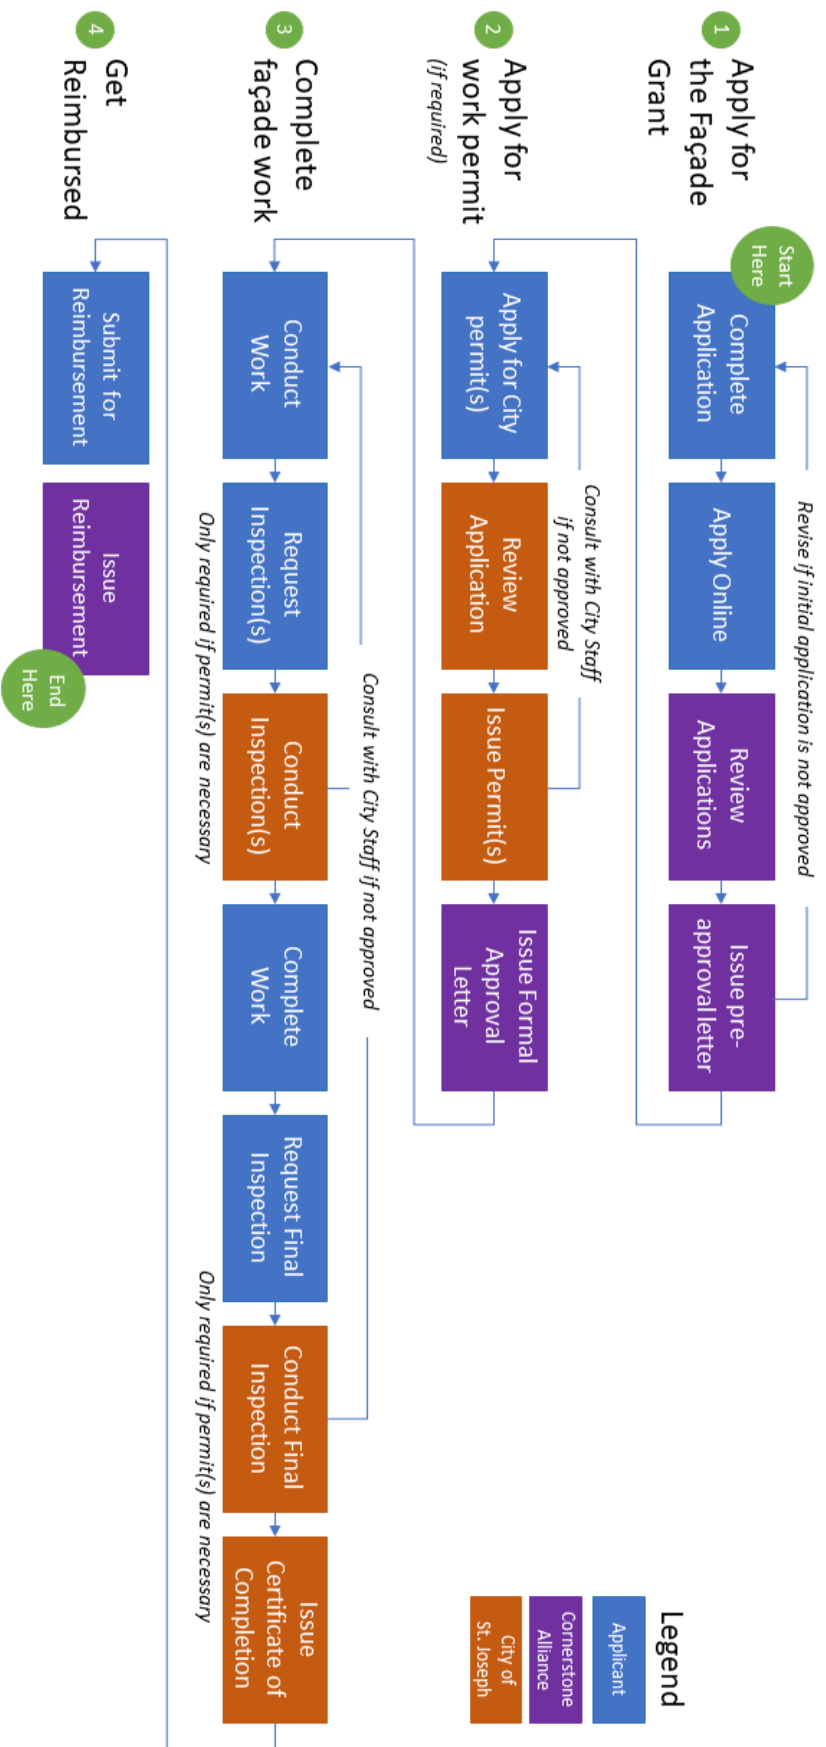 1
Apply for
the Façade
Grant
Start
Here
Revise if initial application is not approved
Complete
Application
Apply Online
Review
Applications
Issue pre-
approval letter
2
Apply for
work permit
(if required)
Consult with City Staff
if not approved
Apply for City
permit(s)
Review
Application
Issue Permit(s)
Issue Formal
Approval
Letter
Legend
Applicant
Cornerstone
Alliance
City of
St. Joseph
3
Complete
façade work
Consult with City Staff if not approved
Conduct
Work
Request
Inspection(s)
Conduct
Inspection(s)
Complete
Work
Request Final
Inspection
Conduct Final
Inspection
Issue
Certificate of
Completion
Only required if permit(s) are necessary
Only required if permit(s) are necessary
4
Get
Reimbursed
Submit for
Reimbursement
Issue
Reimbursement
End
Here